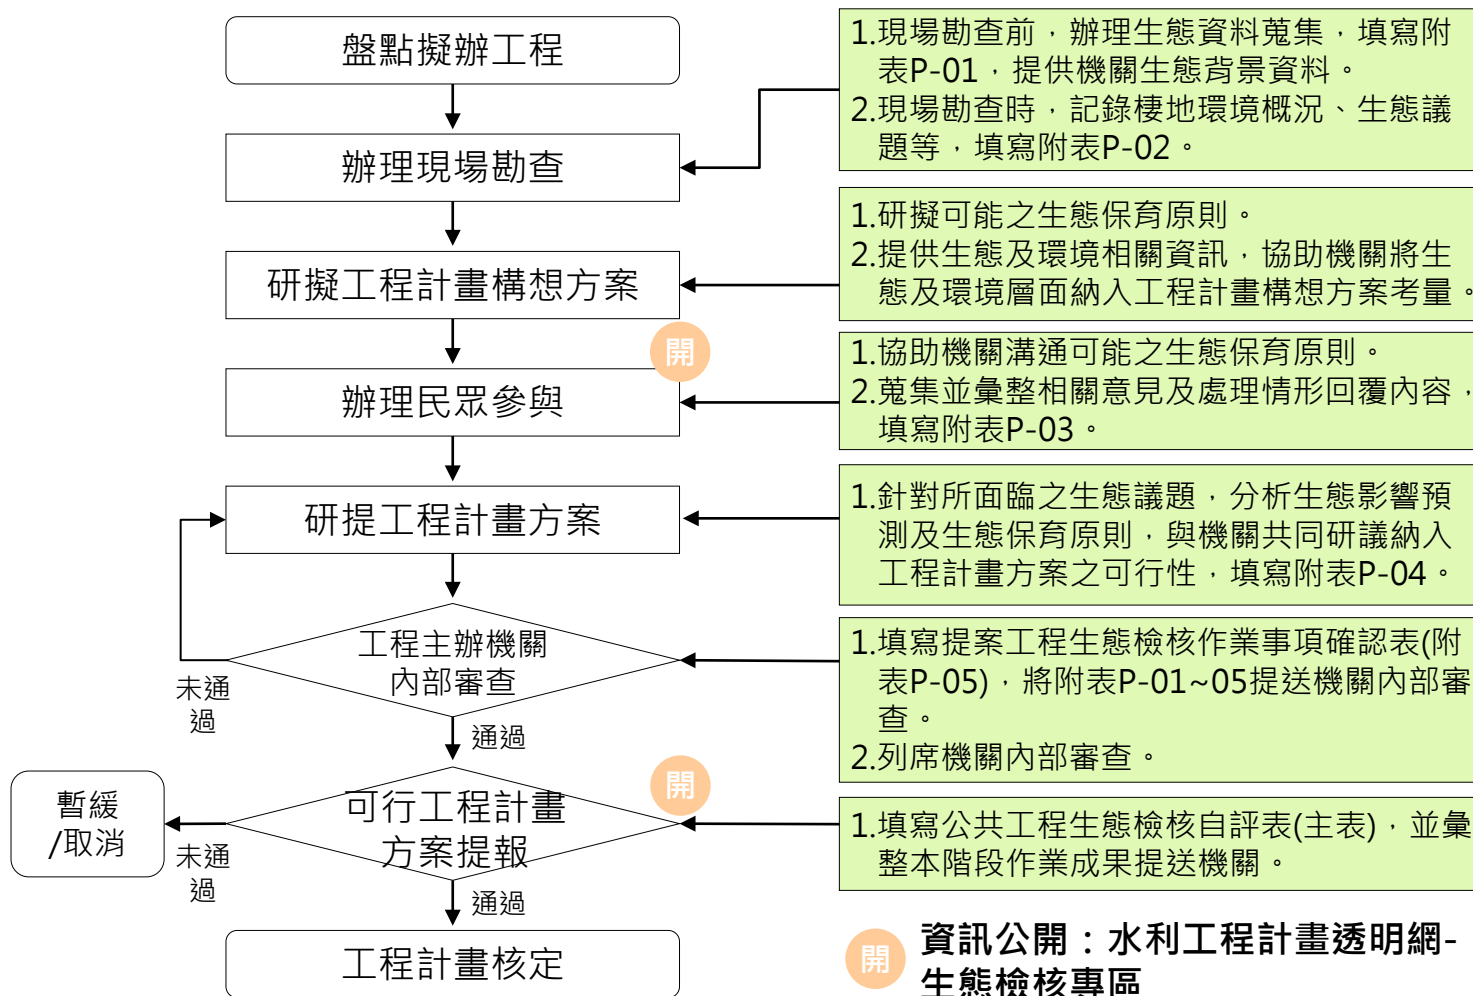 盤點擬辦工程
辦理現場勘查
研擬工程計畫構想方案
開
辦理民眾參與
研提工程計畫方案
工程主辦機關
內部審查
未通
過
通過
開
可行工程計畫
方案提報
暫緩
/取消
未通
過
通過
工程計畫核定
1.現場勘查前，辦理生態資料蒐集，填寫附
表P-01，提供機關生態背景資料。
2.現場勘查時，記錄棲地環境概況、生態議
題等，填寫附表P-02。
1.研擬可能之生態保育原則。
2.提供生態及環境相關資訊，協助機關將生
態及環境層面納入工程計畫構想方案考量。
1.協助機關溝通可能之生態保育原則。
2.蒐集並彙整相關意見及處理情形回覆內容，
填寫附表P-03。
1.針對所面臨之生態議題，分析生態影響預
測及生態保育原則，與機關共同研議納入
工程計畫方案之可行性，填寫附表P-04。
1.填寫提案工程生態檢核作業事項確認表(附
表P-05)，將附表P-01~05提送機關內部審
查。
2.列席機關內部審查。
1.填寫公共工程生態檢核自評表(主表)，並彙
整本階段作業成果提送機關。
開
資訊公開：水利工程計畫透明網-
生態檢核專區